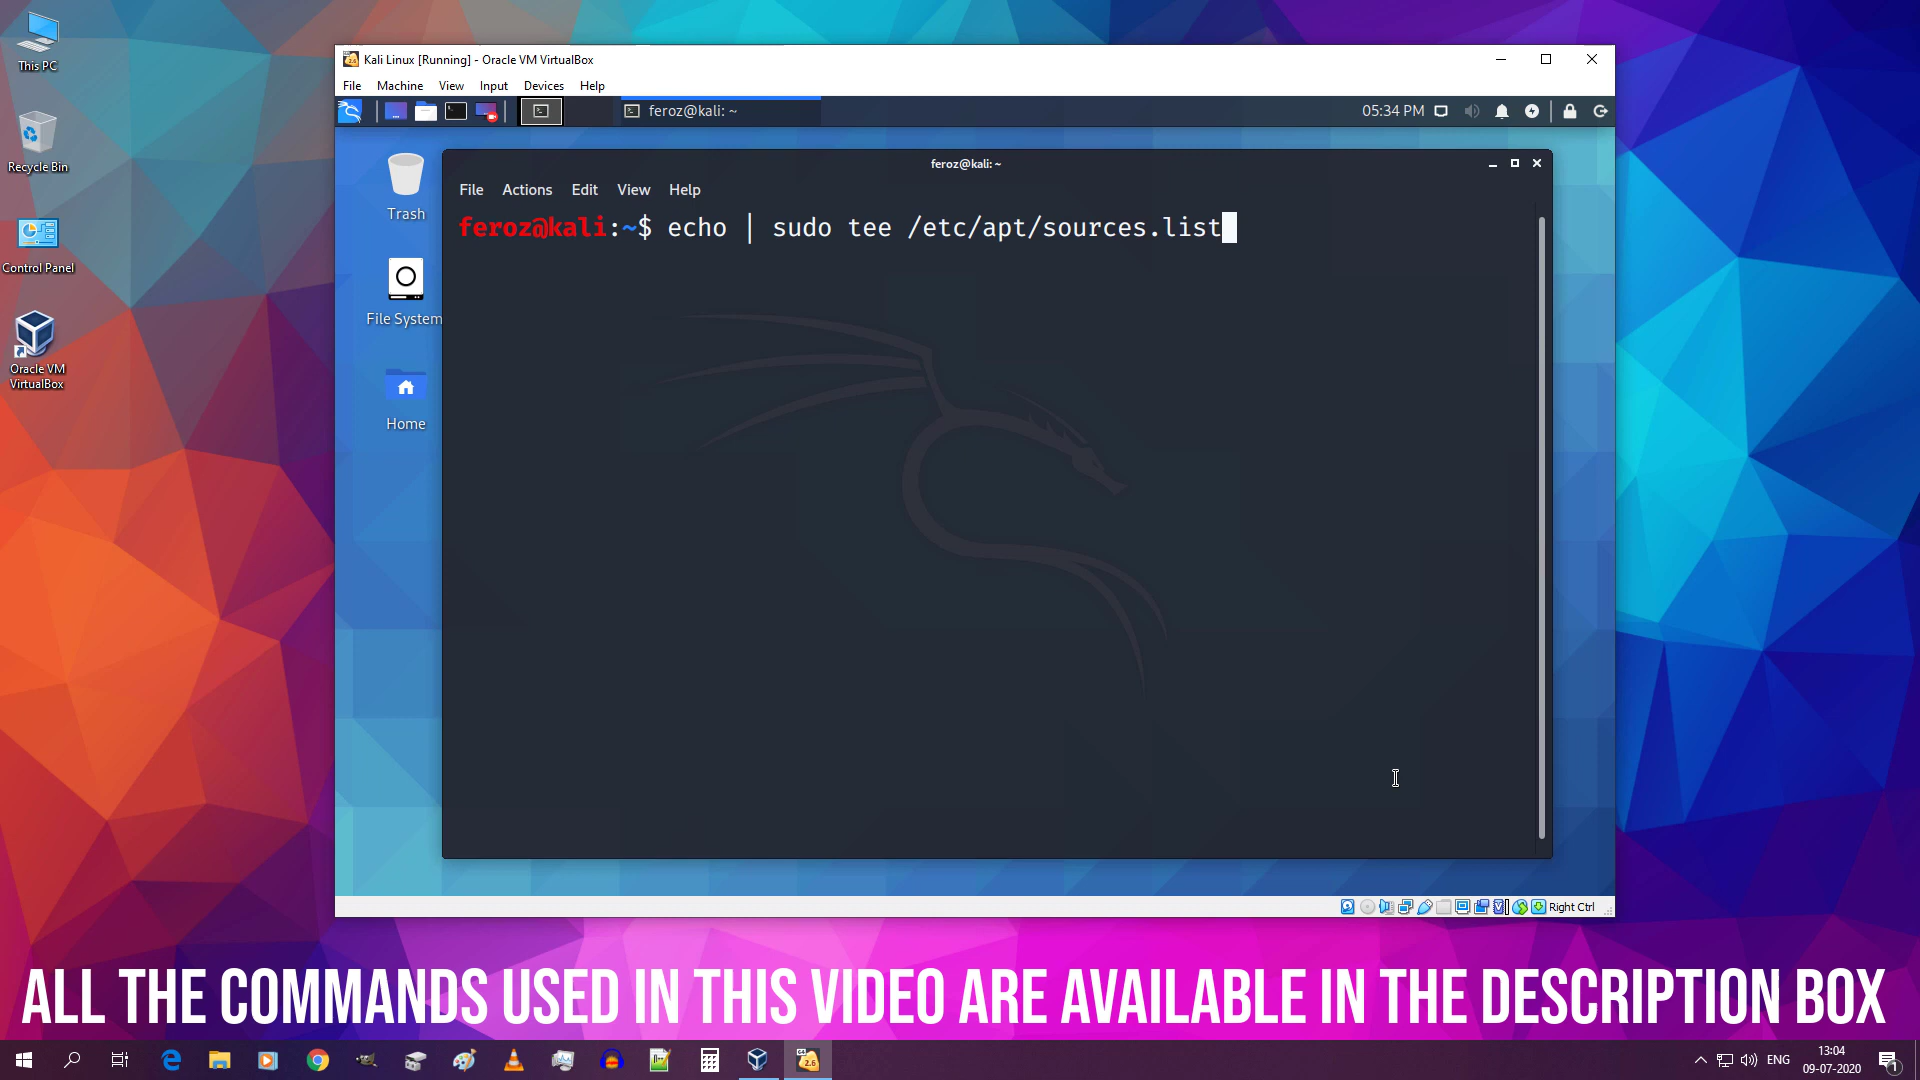 This PC
Recycle Bin
Control Panel
Oracle VM
VirtualBox
Kali Linux [Running] - Oracle VM VirtualBox
File Machine View Input Devices Help
feroz@kali: ~
05:34 PM
Trash
File System
Home
feroz@kali: ~
File Actions Edit View Help
feroz@kali:~$ echo | sudo tee /etc/apt/sources.list
Right Ctrl
ALL THE COMMANDS USED IN THIS VIDEO ARE AVAILABLE IN THE DESCRIPTION BOX
ENG
13:04
09-07-2020
1